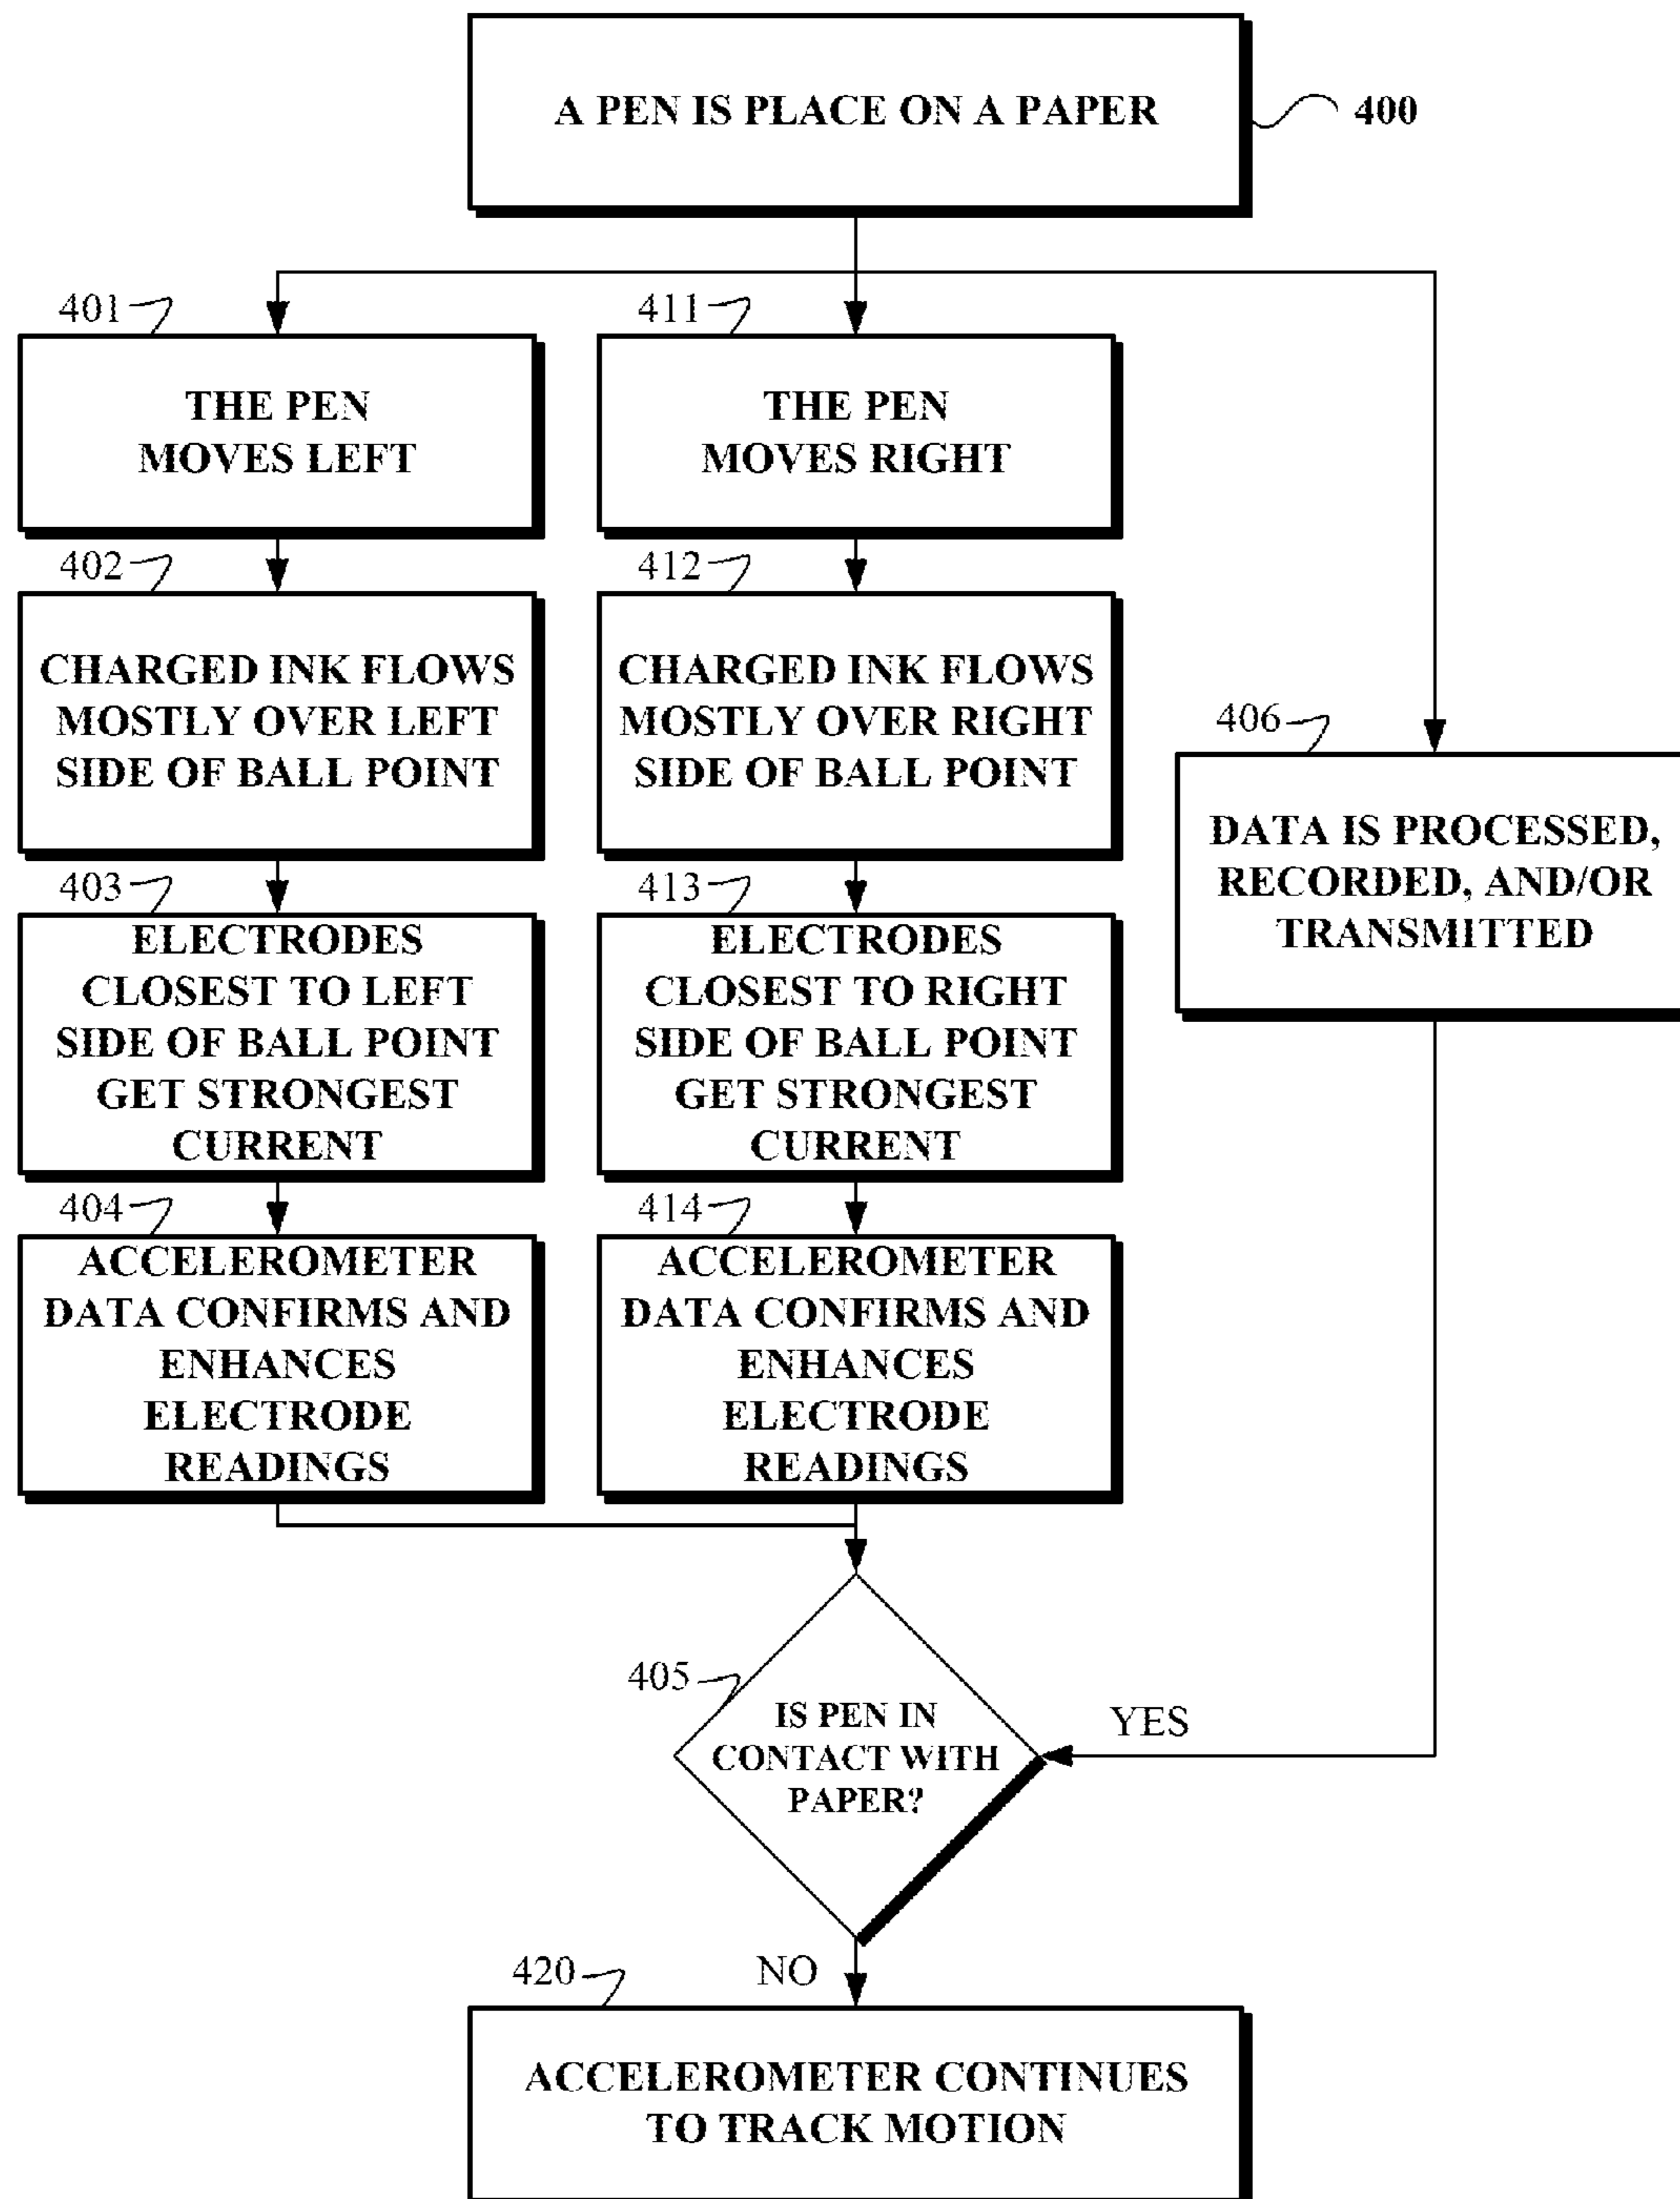 A PEN IS PLACE ON A PAPER
400
401
THE PEN
MOVES LEFT
411
THE PEN
MOVES RIGHT
402
CHARGED INK FLOWS
MOSTLY OVER LEFT
SIDE OF BALL POINT
412
CHARGED INK FLOWS
MOSTLY OVER RIGHT
SIDE OF BALL POINT
406
DATA IS PROCESSED,
RECORDED, AND/OR
TRANSMITTED
403
ELECTRODES
CLOSEST TO LEFT
SIDE OF BALL POINT
GET STRONGEST
CURRENT
413
ELECTRODES
CLOSEST TO RIGHT
SIDE OF BALL POINT
GET STRONGEST
CURRENT
404
ACCELEROMETER
DATA CONFIRMS AND
ENHANCES
ELECTRODE
READINGS
414
ACCELEROMETER
DATA CONFIRMS AND
ENHANCES
ELECTRODE
READINGS
405
IS PEN IN
CONTACT WITH
PAPER?
YES
NO
420
ACCELEROMETER CONTINUES
TO TRACK MOTION